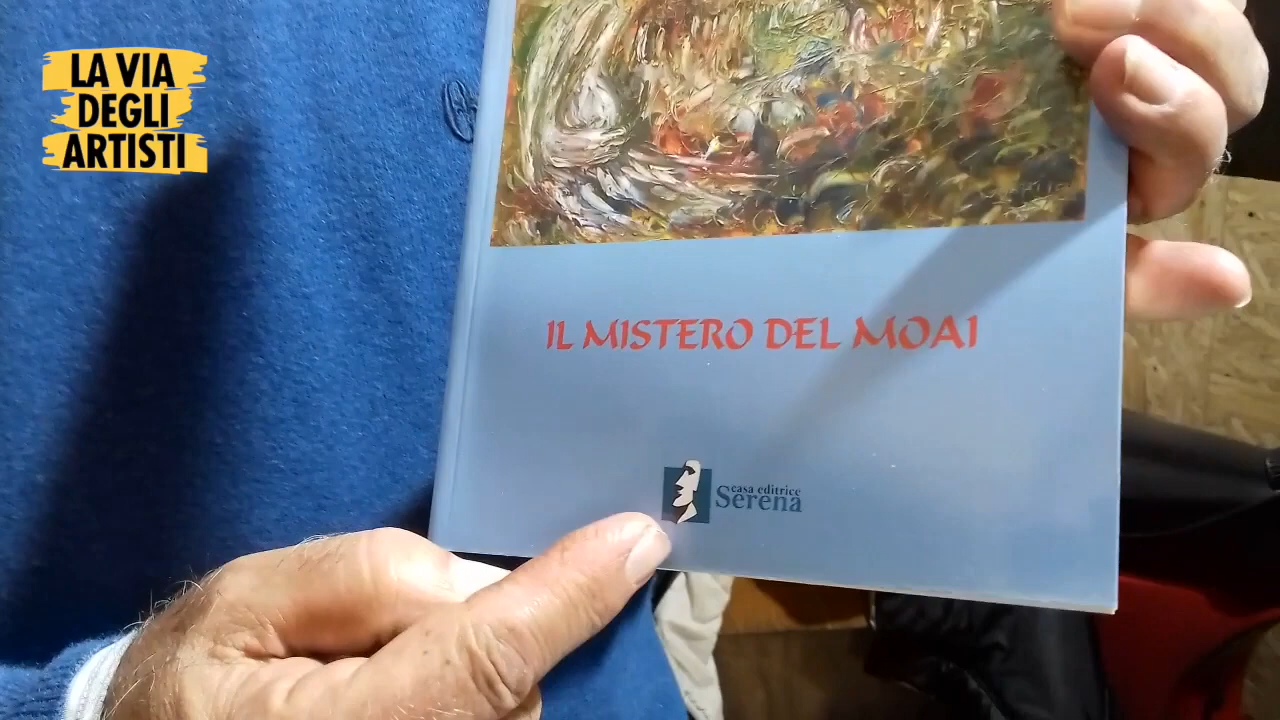 LA VIA
DEGLI
ARTISTI
IL MISTERO DEL MOAI
casa editrice
Serena